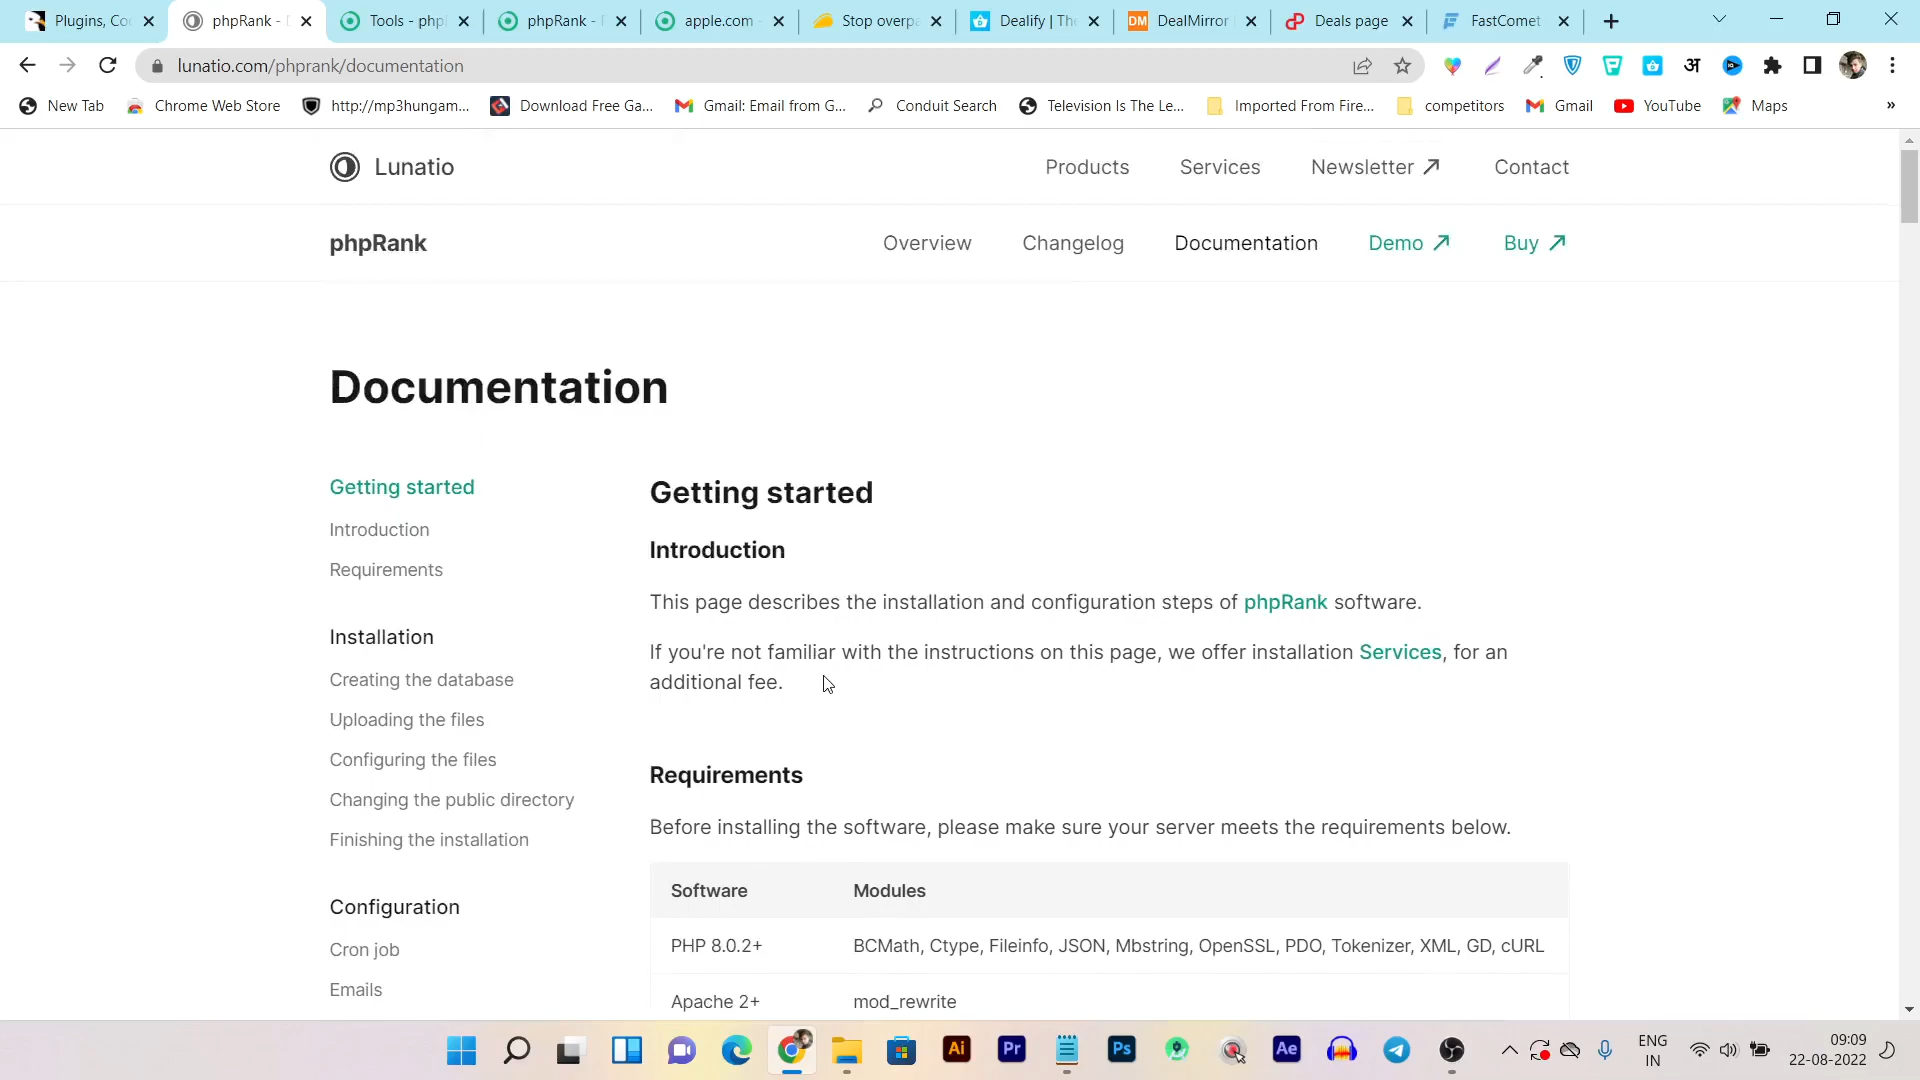 Plugins, Co
phpRank -
Tools - php
phpRank -
apple.com -
Stop overpa
Dealify | The
DM DealMirror
Deals page
FastComet
lunatio.com/phprank/documentation
अ
New Tab
Chrome Web Store
http://mp3hungam...
Download Free Ga...
Gmail: Email from G...
Conduit Search
Television Is The Le...
Imported From Fire...
competitors
Gmail
YouTube
Maps
»
Lunatio
Products
Services
Newsletter
Contact
phpRank
Overview
Changelog
Documentation
Demo
Buy
Documentation
Getting started
Introduction
Requirements
Installation
Creating the database
Uploading the files
Configuring the files
Changing the public directory
Finishing the installation
Configuration
Cron job
Emails
Getting started
Introduction
This page describes the installation and configuration steps of phpRank software.
If you're not familiar with the instructions on this page, we offer installation Services, for an
additional fee.
Requirements
Before installing the software, please make sure your server meets the requirements below.
Software Modules
PHP 8.0.2+ BCMath, Ctype, Fileinfo, JSON, Mbstring, OpenSSL, PDO, Tokenizer, XML, GD, cURL
Apache 2+ mod_rewrite
Ai
Pr
Ps
Ae
ENG
IN
09:09
22-08-2022